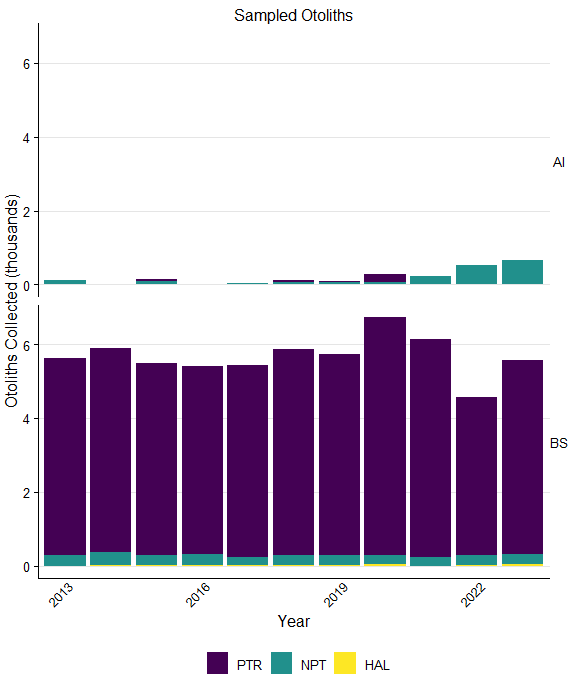 Sampled Otoliths
6
4
2
0
AI
Otoliths Collected (thousands)
6
4
2
0
BS
2013
2016
2019
2022
Year
PTR
NPT
HAL